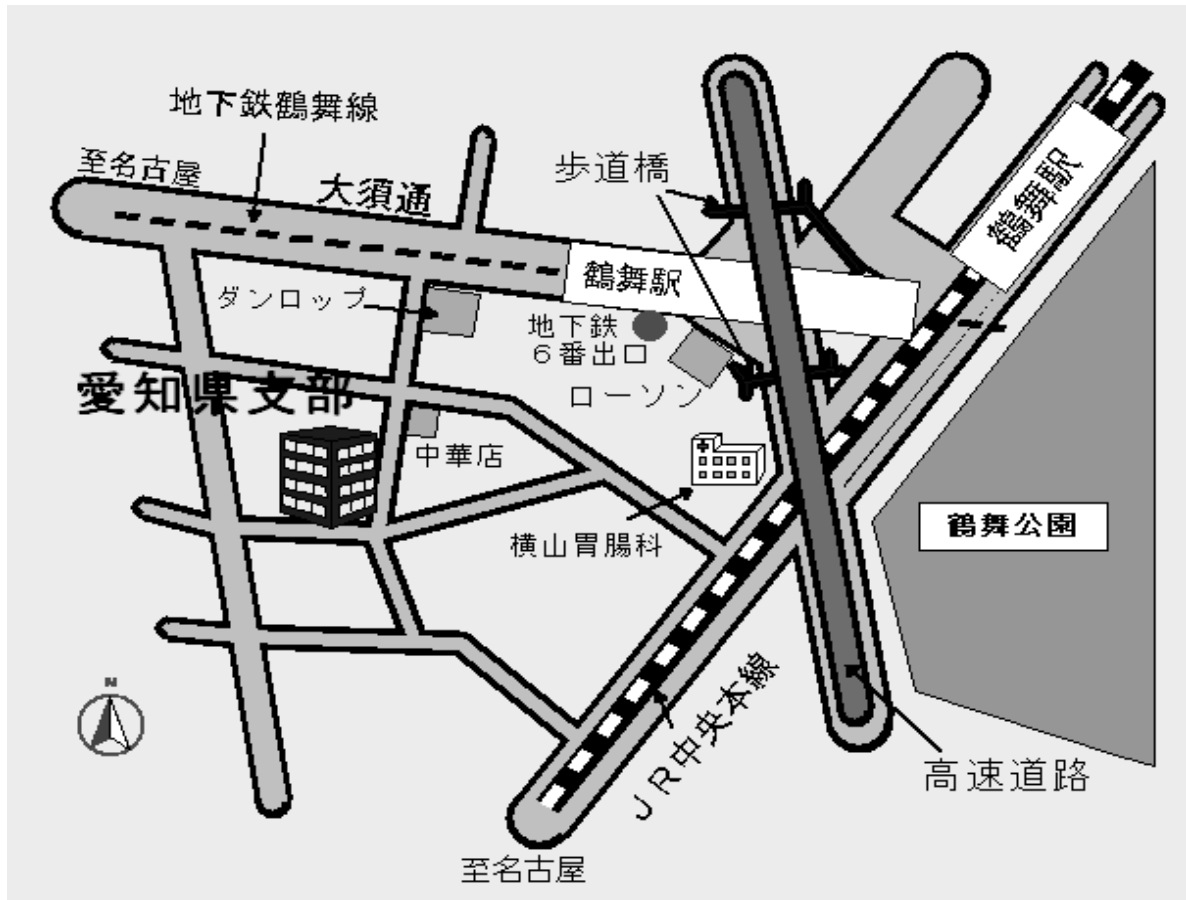 地下鉄鶴舞線
至名古屋
大須通
歩道橋
鶴舞駅
鶴舞駅
ダンロップ
地下鉄
６番出口
ローソン
愛知県支部
中華店
横山胃腸科
鶴舞公園
N
ＪＲ中央本線
高速道路
至名古屋